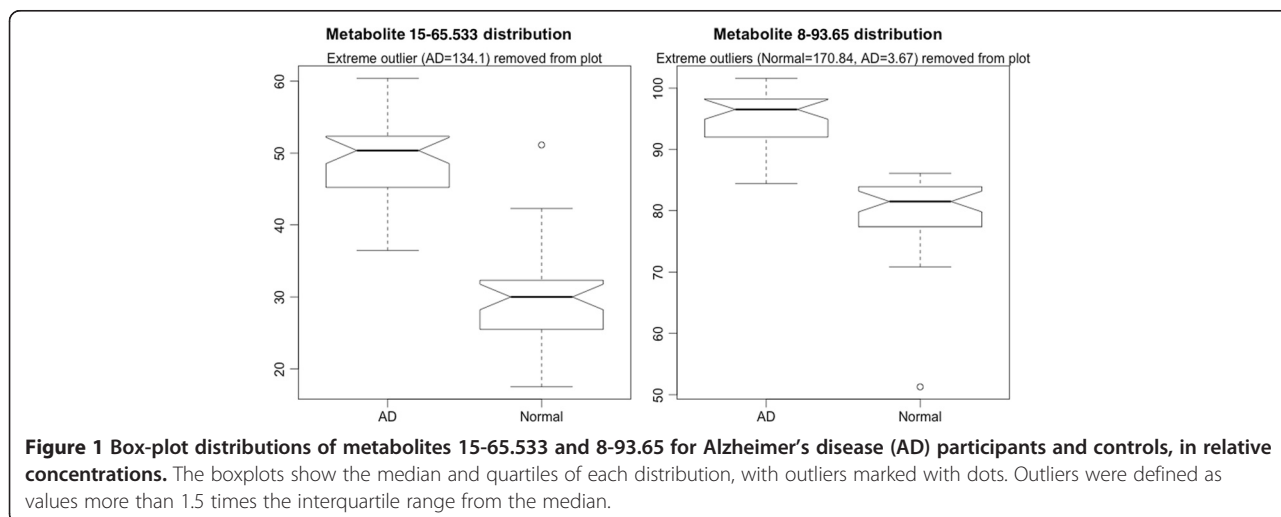 Metabolite 15-65.533 distribution
Extreme outlier (AD=134.1) removed from plot
60
50
40
30
20
AD
Normal
Metabolite 8-93.65 distribution
Extreme outliers (Normal=170.84, AD=3.67) removed from plot
100
90
80
70
60
50
AD
Normal
Figure 1 Box-plot distributions of metabolites 15-65.533 and 8-93.65 for Alzheimer's disease (AD) participants and controls, in relative
concentrations. The boxplots show the median and quartiles of each distribution, with outliers marked with dots. Outliers were defined as
values more than 1.5 times the interquartile range from the median.